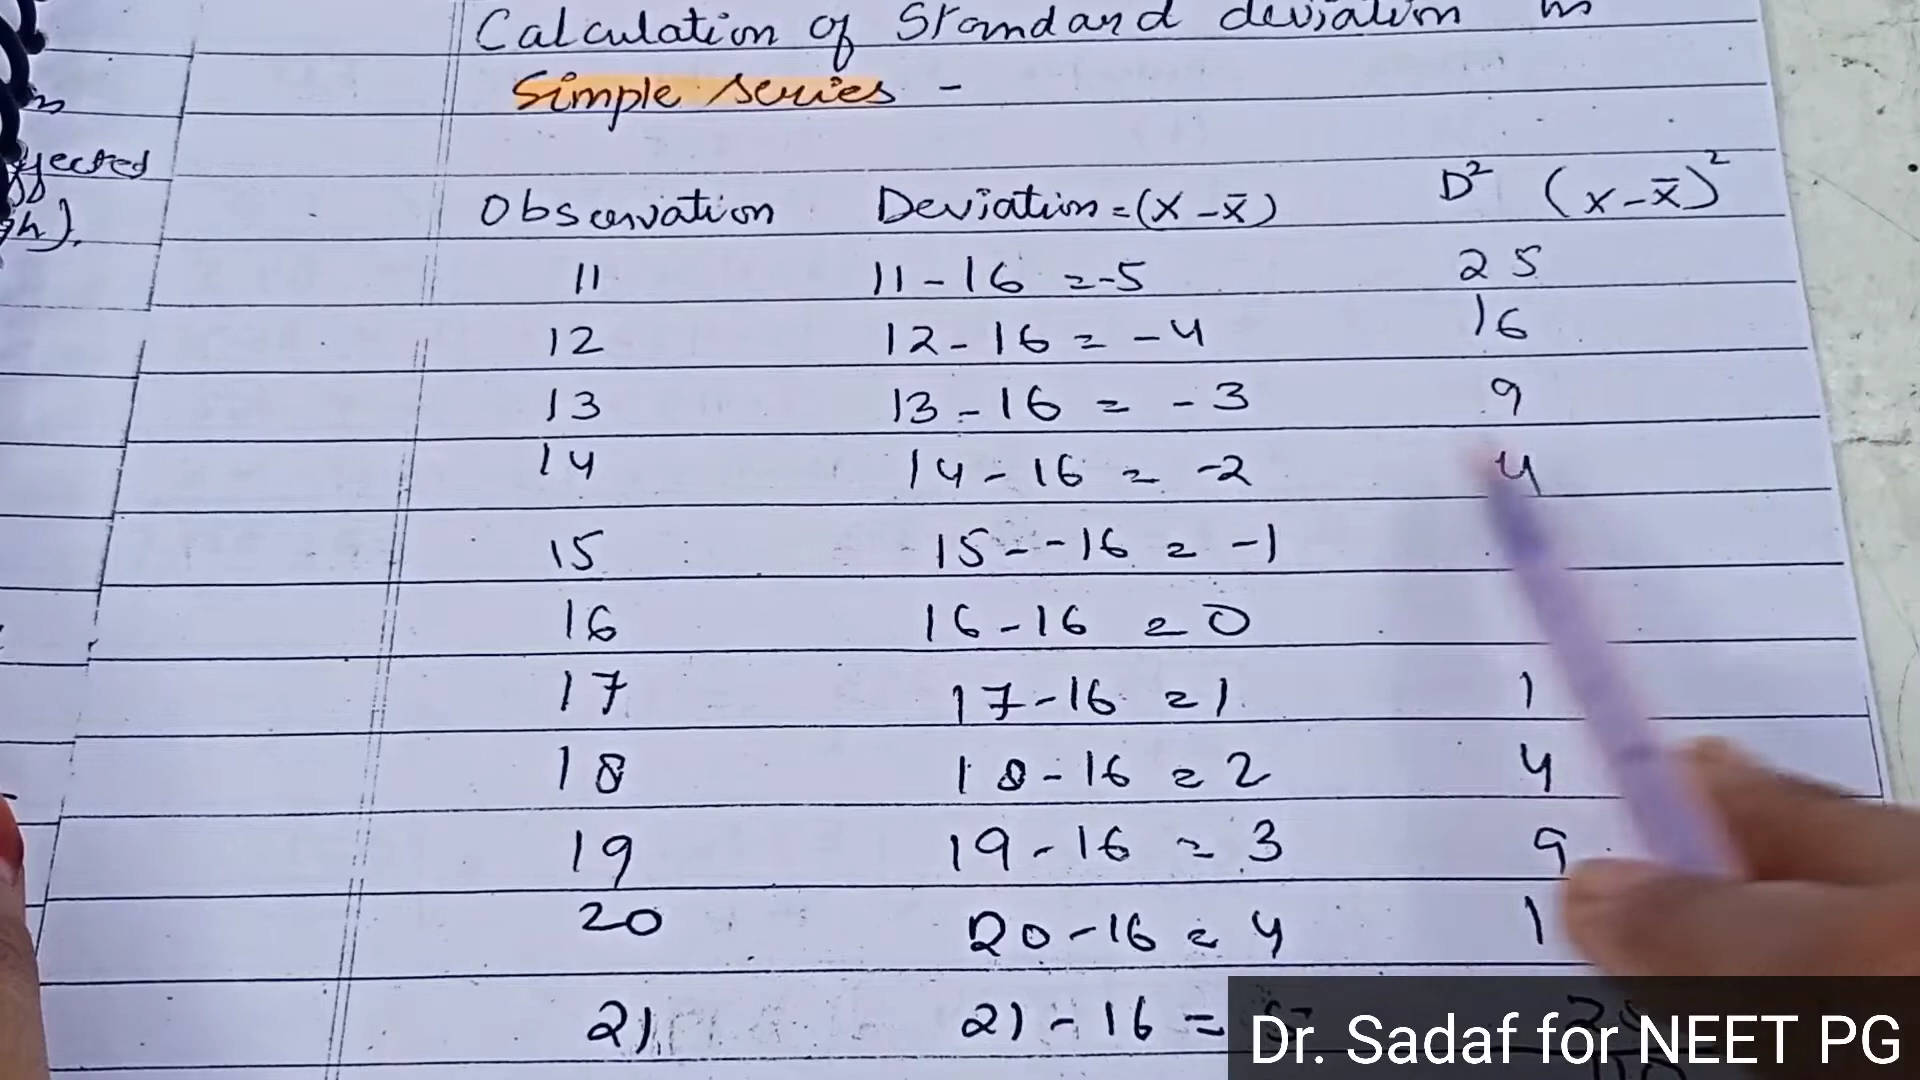 Calculation of Standard deviation in
Simple series -
Observation Deviation = (x - x̄) D² (x - x̄)²
11 11 - 16 = -5 25
12 12 - 16 = -4 16
13 13 - 16 = -3 9
14 14 - 16 = -2 4
15 15 - -16 = -1
16 16 - 16 = 0
17 17 - 16 = 1 1
18 18 - 16 = 2 4
19 19 - 16 = 3 9
20 20 - 16 = 4 1
21 21 - 16 =
Dr. Sadaf for NEET PG